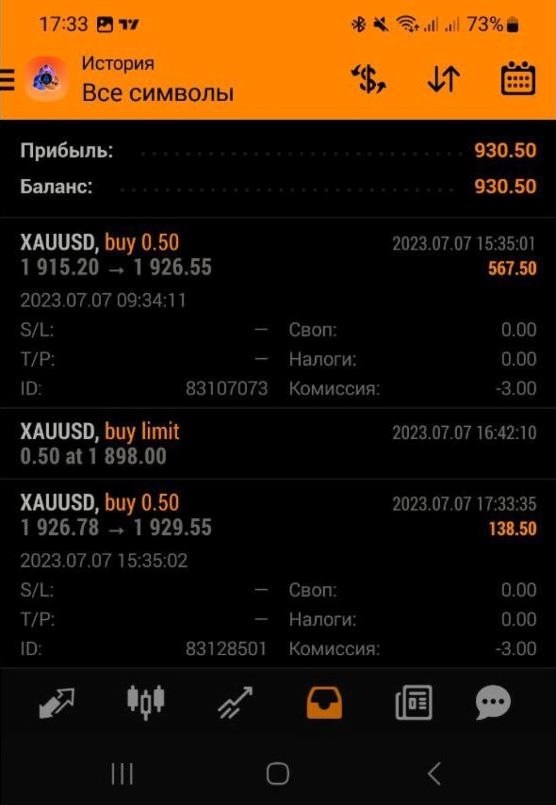 17:33 73%
История
Все символы
Прибыль: 930.50
Баланс: 930.50
XAUUSD, buy 0.50 2023.07.07 15:35:01
1 915.20 → 1 926.55 567.50
2023.07.07 09:34:11
S/L: — Своп: 0.00
T/P: — Налоги: 0.00
ID: 83107073 Комиссия: -3.00
XAUUSD, buy limit 2023.07.07 16:42:10
0.50 at 1 898.00
XAUUSD, buy 0.50 2023.07.07 17:33:35
1 926.78 → 1 929.55 138.50
2023.07.07 15:35:02
S/L: — Своп: 0.00
T/P: — Налоги: 0.00
ID: 83128501 Комиссия: -3.00